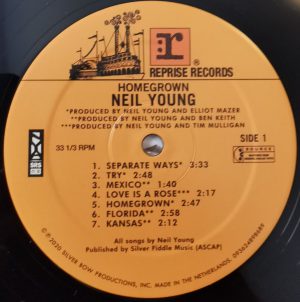 r
®
REPRISE RECORDS
HOMEGROWN
NEIL YOUNG
*PRODUCED BY NEIL YOUNG AND ELLIOT MAZER
**PRODUCED BY NEIL YOUNG AND BEN KEITH
***PRODUCED BY NEIL YOUNG AND TIM MULLIGAN
33 1/3 RPM
SIDE 1
SOURCE
1. SEPARATE WAYS* 3:33
2. TRY* 2:48
3. MEXICO** 1:40
4. LOVE IS A ROSE*** 2:17
5. HOMEGROWN* 2:47
6. FLORIDA** 2:58
7. KANSAS** 2:12
All songs by Neil Young
Published by Silver Fiddle Music (ASCAP)
℗©2020 SILVER BOW PRODUCTIONS, INC. MADE IN THE NETHERLANDS. 093624898689